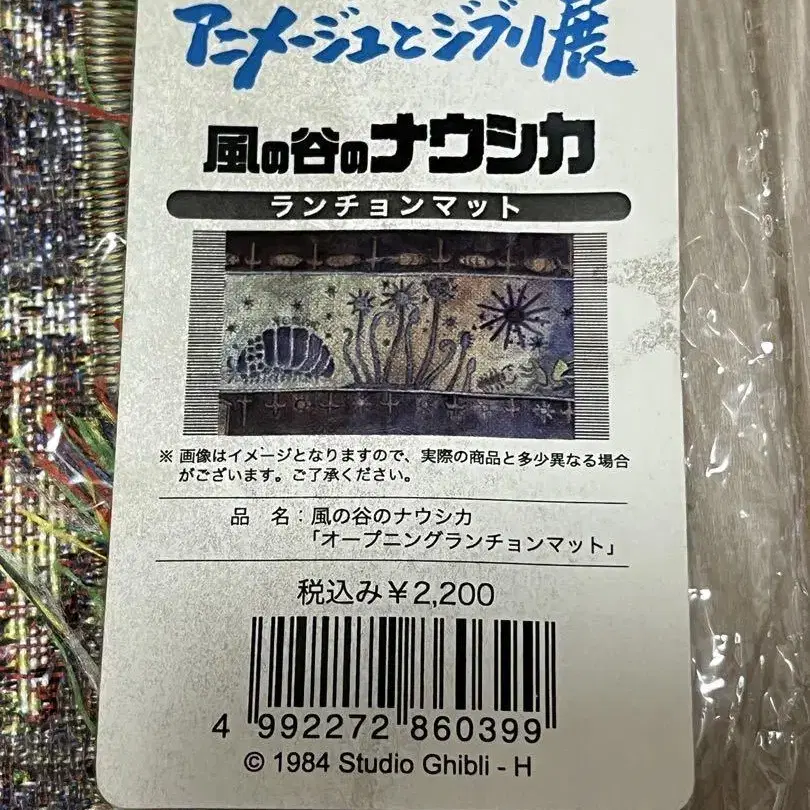 アニメージュとジブリ展
風の谷のナウシカ
ランチョンマット
※ 画像はイメージとなりますので、実際の商品と多少異なる場合
がございます。ご了承ください。
品 名：風の谷のナウシカ
「オープニングランチョンマット」
税込み￥2,200
4 992272 860399
© 1984 Studio Ghibli - H